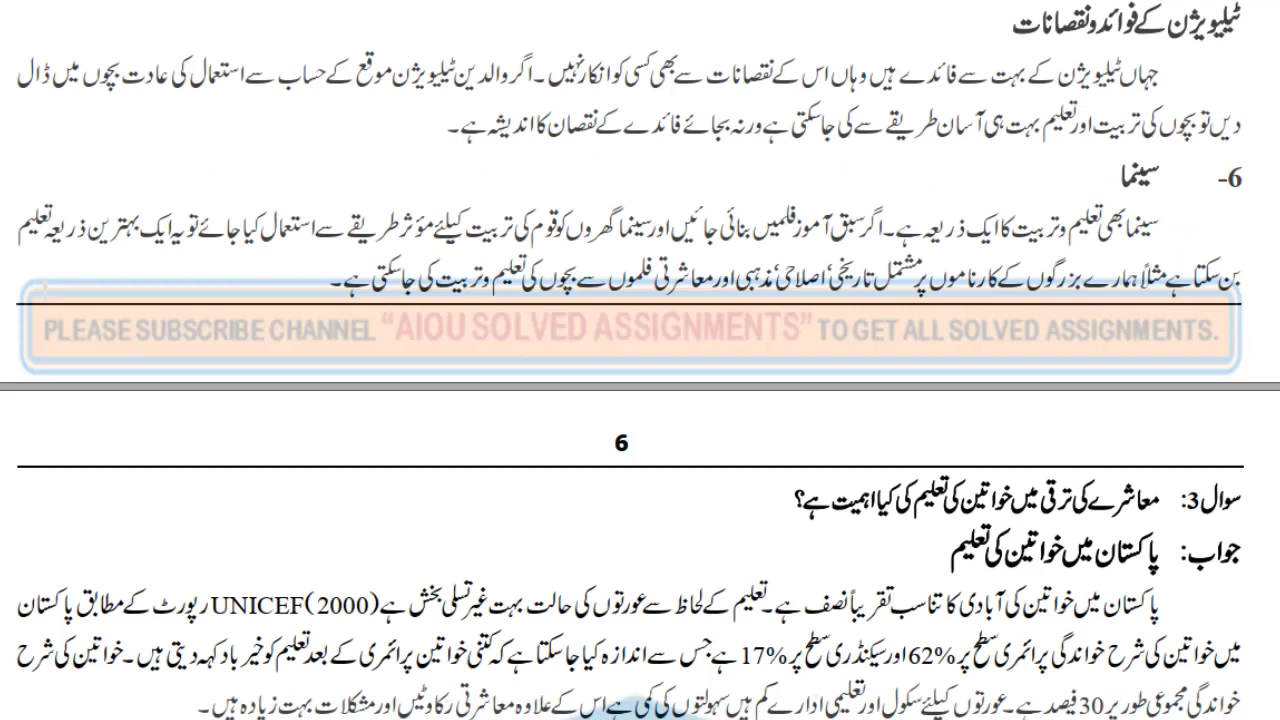 ٹیلیویژن کے فوائد و نقصانات
جہاں ٹیلیویژن کے بہت سے فائدے ہیں وہاں اس کے نقصانات سے بھی کسی کو انکار نہیں ۔ اگر والدین ٹیلیویژن موقع کے حساب سے استعمال کی عادت بچوں میں ڈال
دیں تو بچوں کی تربیت اور تعلیم بہت ہی آسان طریقے سے کی جاسکتی ہے ورنہ بجائے فائدے کے نقصان کا اندیشہ ہے ۔
6- سینما
سینما بھی تعلیم و تربیت کا ایک ذریعہ ہے ۔ اگر سبق آموز فلمیں بنائی جائیں اور سینما گھروں کو قوم کی تربیت کیلئے مؤثر طریقے سے استعمال کیا جائے تو یہ ایک بہترین ذریعہ تعلیم
بن سکتا ہے مثلاً ہمارے بزرگوں کے کارناموں پر مشتمل تاریخی‘ اصلاحی‘ مذہبی اور معاشرتی فلموں سے بچوں کی تعلیم و تربیت کی جاسکتی ہے ۔
PLEASE SUBSCRIBE CHANNEL “AIOU SOLVED ASSIGNMENTS” TO GET ALL SOLVED ASSIGNMENTS.
6
سوال 3: معاشرے کی ترقی میں خواتین کی تعلیم کی کیا اہمیت ہے؟
جواب: پاکستان میں خواتین کی تعلیم
پاکستان میں خواتین کی آبادی کا تناسب تقریباً نصف ہے ۔ تعلیم کے لحاظ سے عورتوں کی حالت بہت غیر تسلی بخش ہے UNICEF(2000) رپورٹ کے مطابق پاکستان
میں خواتین کی شرح خواندگی پرائمری سطح پر 62% اور سیکنڈری سطح پر 17% ہے جس سے اندازہ کیا جاسکتا ہے کہ کتنی خواتین پرائمری کے بعد تعلیم کو خیر باد کہہ دیتی ہیں ۔ خواتین کی شرح
خواندگی مجموعی طور پر 30 فیصد ہے ۔ عورتوں کیلئے سکول اور تعلیمی ادارے کم ہیں سہولتوں کی کمی ہے اس کے علاوہ معاشرتی رکاوٹیں اور مشکلات بہت زیادہ ہیں ۔